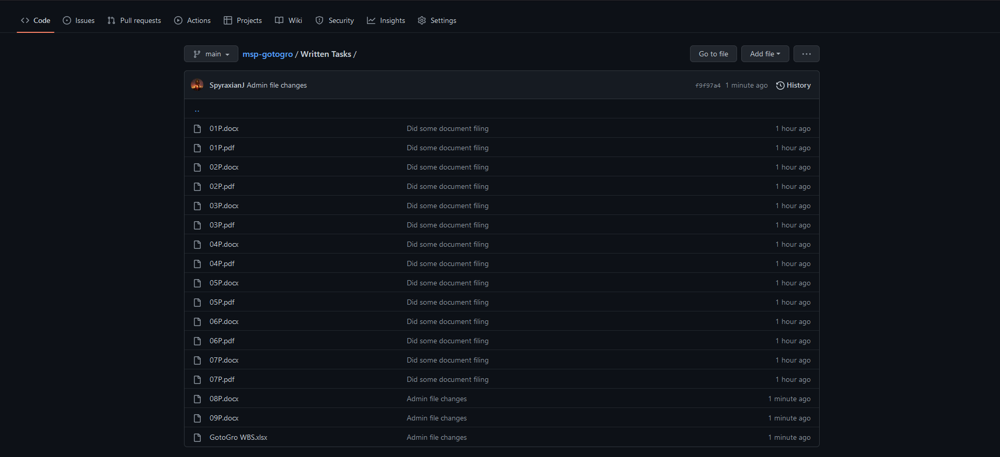 Code Issues Pull requests Actions Projects Wiki Security Insights Settings
main msp-gotogro / Written Tasks / Go to file Add file ...
SpyraxianJ Admin file changes f9f97a4 1 minute ago History
..
01P.docx Did some document filing 1 hour ago
01P.pdf Did some document filing 1 hour ago
02P.docx Did some document filing 1 hour ago
02P.pdf Did some document filing 1 hour ago
03P.docx Did some document filing 1 hour ago
03P.pdf Did some document filing 1 hour ago
04P.docx Did some document filing 1 hour ago
04P.pdf Did some document filing 1 hour ago
05P.docx Did some document filing 1 hour ago
05P.pdf Did some document filing 1 hour ago
06P.docx Did some document filing 1 hour ago
06P.pdf Did some document filing 1 hour ago
07P.docx Did some document filing 1 hour ago
07P.pdf Did some document filing 1 hour ago
08P.docx Admin file changes 1 minute ago
09P.docx Admin file changes 1 minute ago
GotoGro WBS.xlsx Admin file changes 1 minute ago